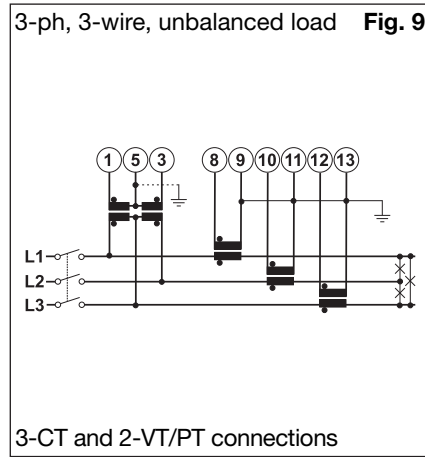 3-ph, 3-wire, unbalanced load Fig. 9
1 5 3 8 9 10 11 12 13
L1
L2
L3
3-CT and 2-VT/PT connections